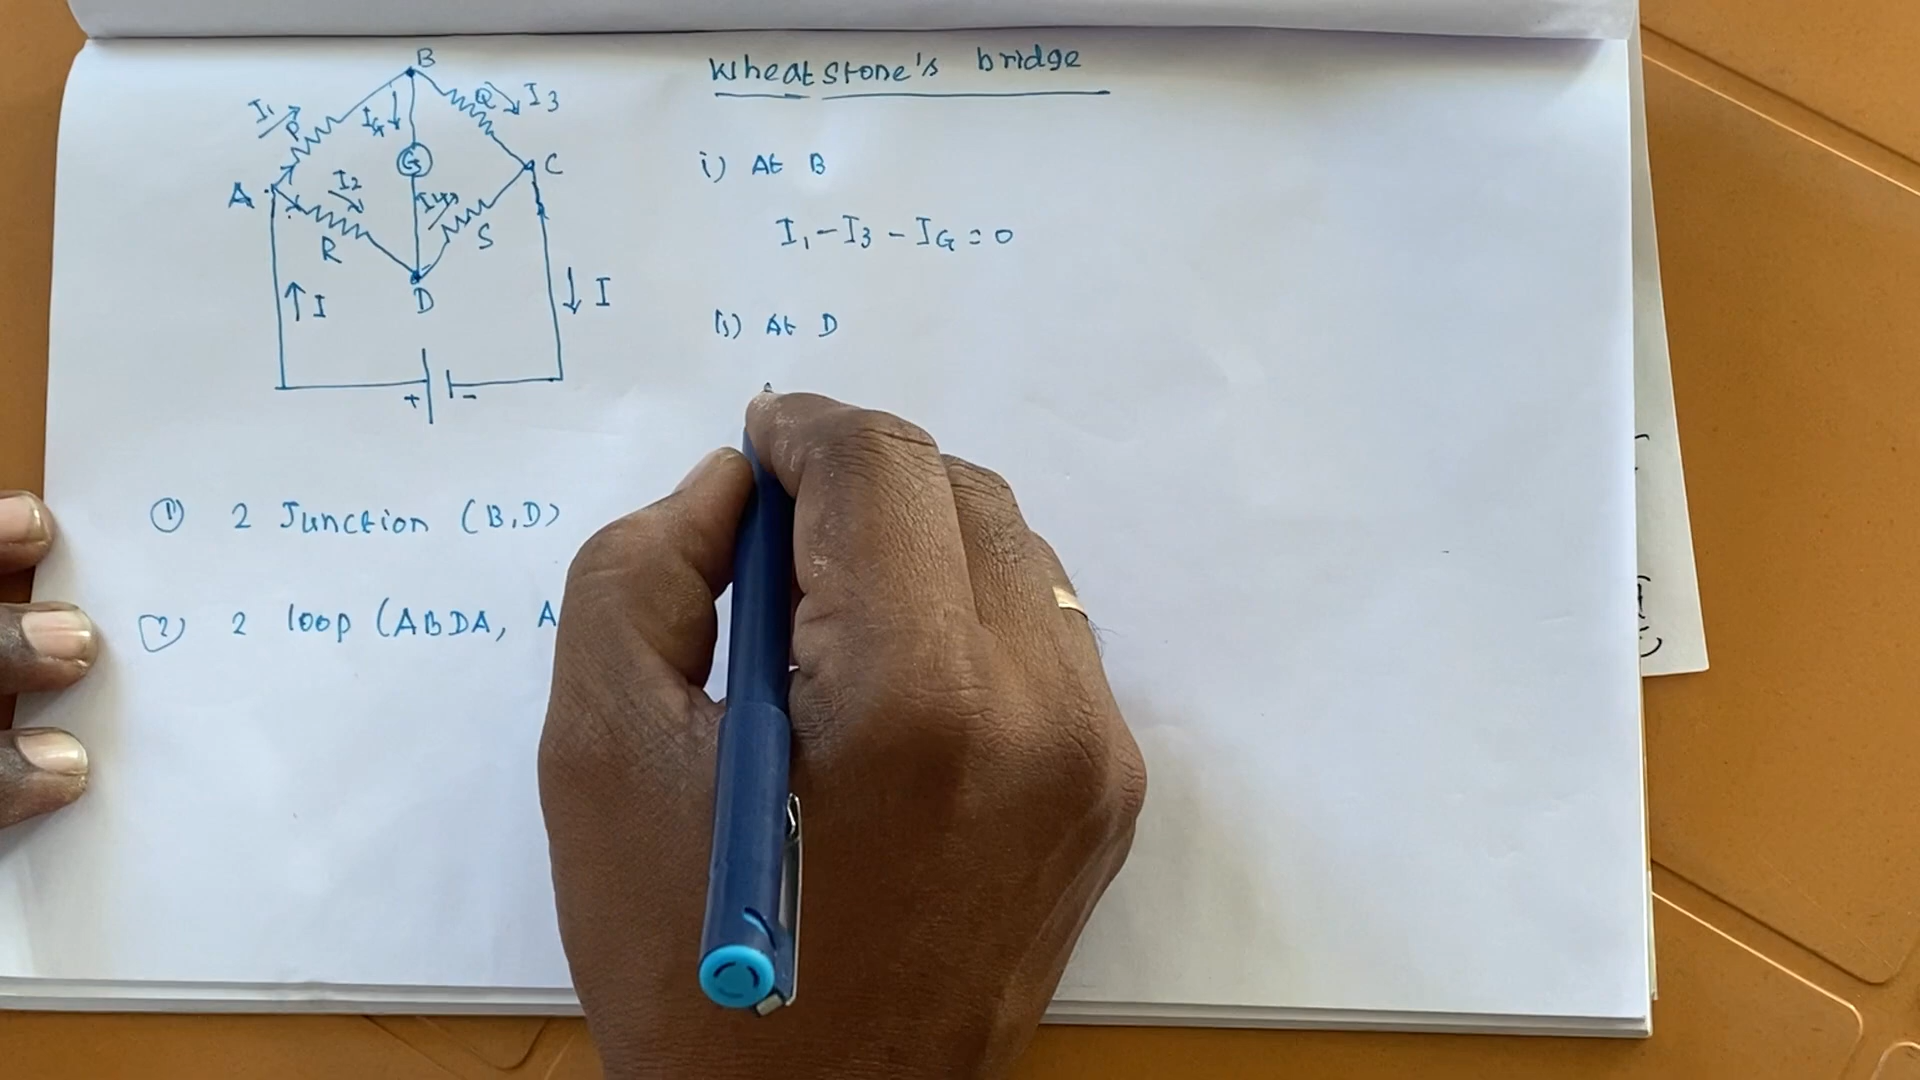 Wheatstone's bridge
B
I1
P
IG
Q
I3
G
A
I2
I4
C
R
S
D
I
I
+
-
i) At B
I1 - I3 - IG = 0
At D
① 2 Junction (B,D)
② 2 loop (ABDA, A